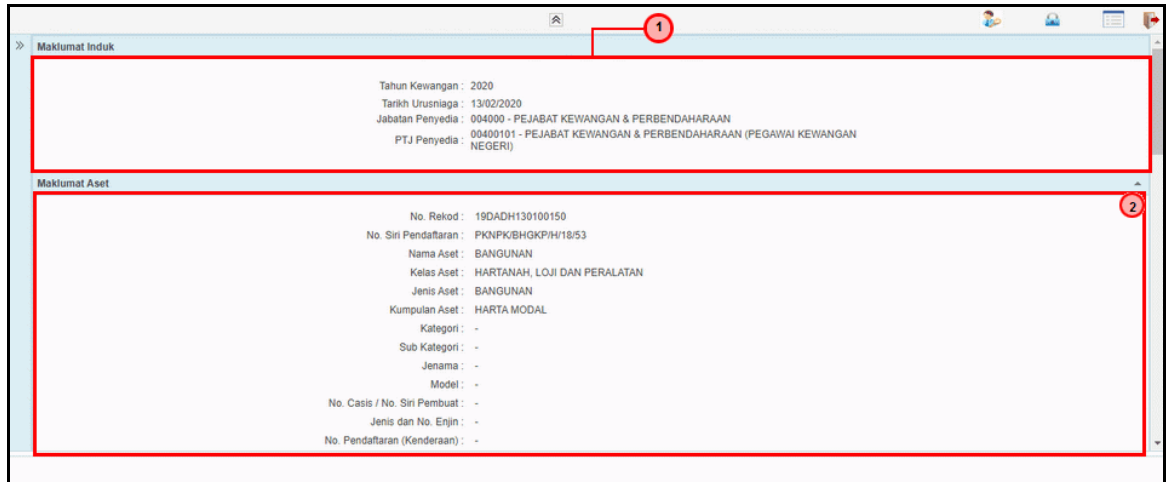 1
Maklumat Induk
Tahun Kewangan : 2020
Tarikh Urusniaga : 13/02/2020
Jabatan Penyedia : 004000 - PEJABAT KEWANGAN & PERBENDAHARAAN
PTJ Penyedia : 00400101 - PEJABAT KEWANGAN & PERBENDAHARAAN (PEGAWAI KEWANGAN
NEGERI)
Maklumat Aset
2
No. Rekod : 19DADH130100150
No. Siri Pendaftaran : PKNPK/BHGKP/H/18/53
Nama Aset : BANGUNAN
Kelas Aset : HARTANAH, LOJI DAN PERALATAN
Jenis Aset : BANGUNAN
Kumpulan Aset : HARTA MODAL
Kategori : -
Sub Kategori : -
Jenama : -
Model : -
No. Casis / No. Siri Pembuat : -
Jenis dan No. Enjin : -
No. Pendaftaran (Kenderaan) : -